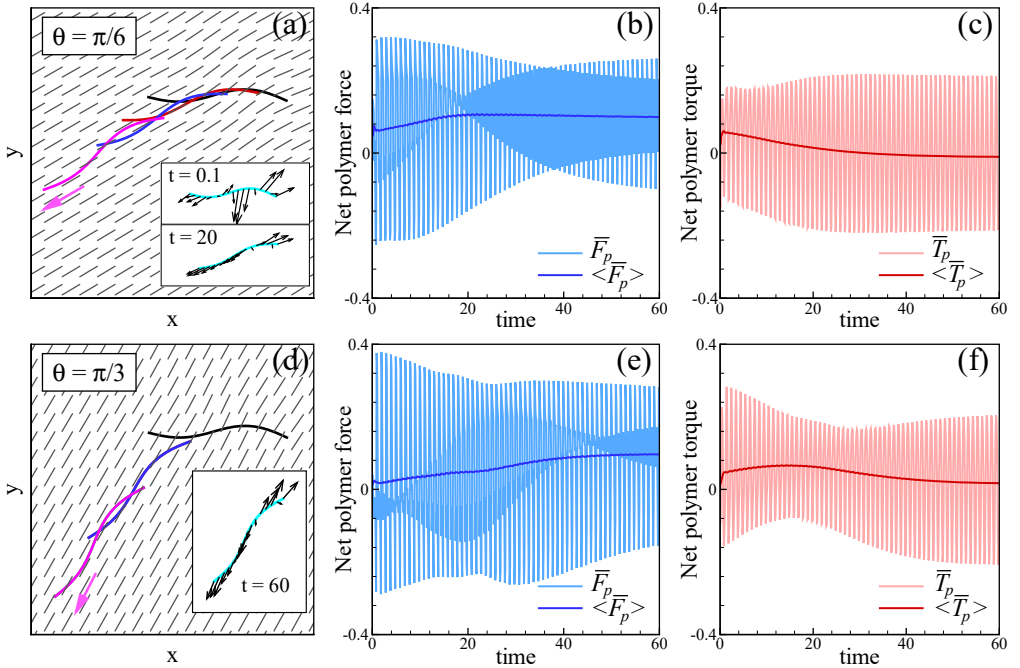 θ = π/6
(a)
t = 0.1
t = 20
y
x
(b)
Net polymer force
0.4
0
-0.4
0
20
40
60
time
F̅p
<F̅p>
(c)
Net polymer torque
0.4
0
-0.4
0
20
40
60
time
T̅p
<T̅p>
θ = π/3
(d)
t = 60
y
x
(e)
Net polymer force
0.4
0
-0.4
0
20
40
60
time
F̅p
<F̅p>
(f)
Net polymer torque
0.4
0
-0.4
0
20
40
60
time
T̅p
<T̅p>